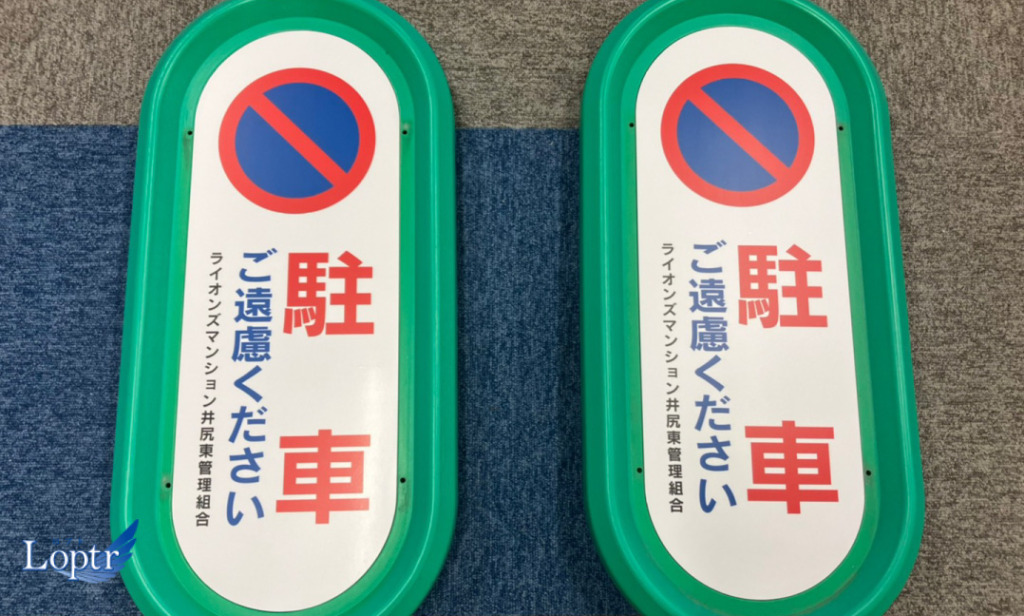 駐車
ご遠慮ください
ライオンズマンション井尻東管理組合
駐車
ご遠慮ください
ライオンズマンション井尻東管理組合
Loptr